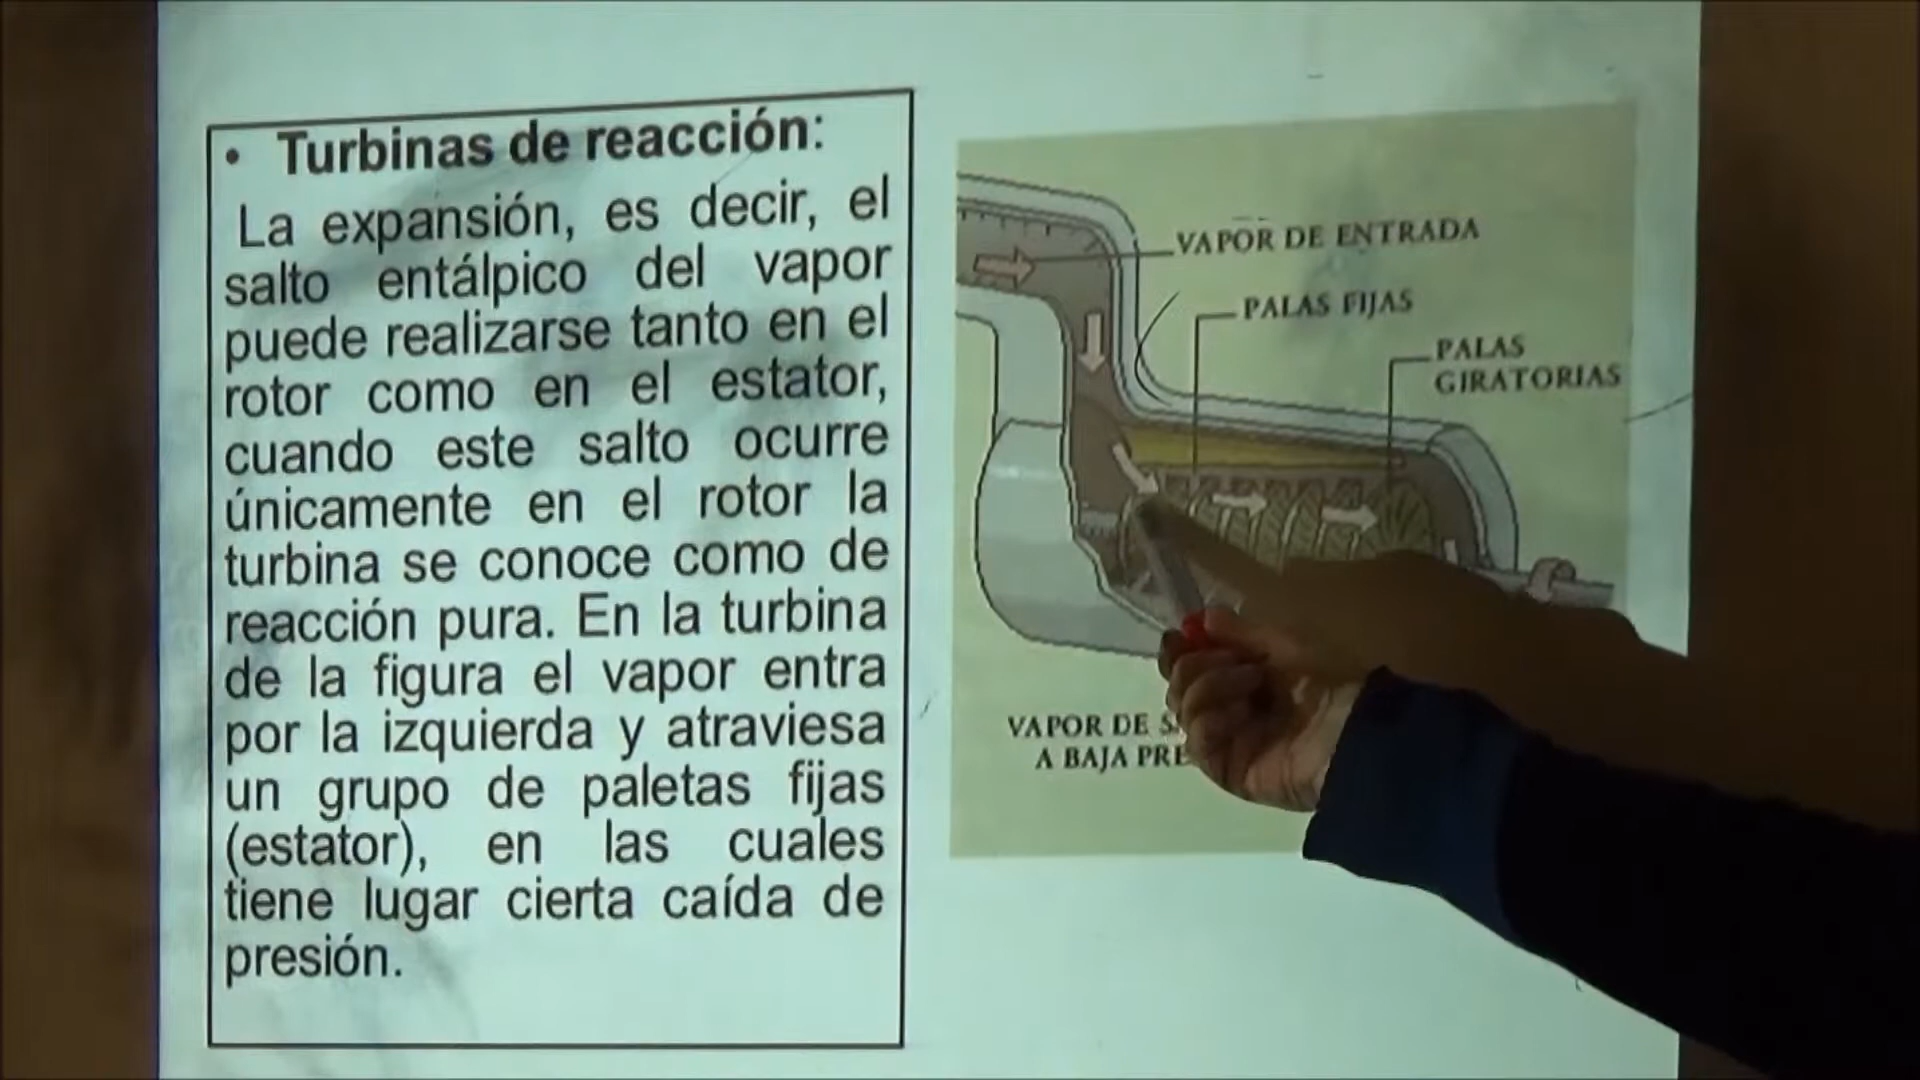 • Turbinas de reacción:
La expansión, es decir, el
salto entálpico del vapor
puede realizarse tanto en el
rotor como en el estator,
cuando este salto ocurre
únicamente en el rotor la
turbina se conoce como de
reacción pura. En la turbina
de la figura el vapor entra
por la izquierda y atraviesa
un grupo de paletas fijas
(estator), en las cuales
tiene lugar cierta caída de
presión.
VAPOR DE ENTRADA
PALAS FIJAS
PALAS
GIRATORIAS
VAPOR DE
A BAJA